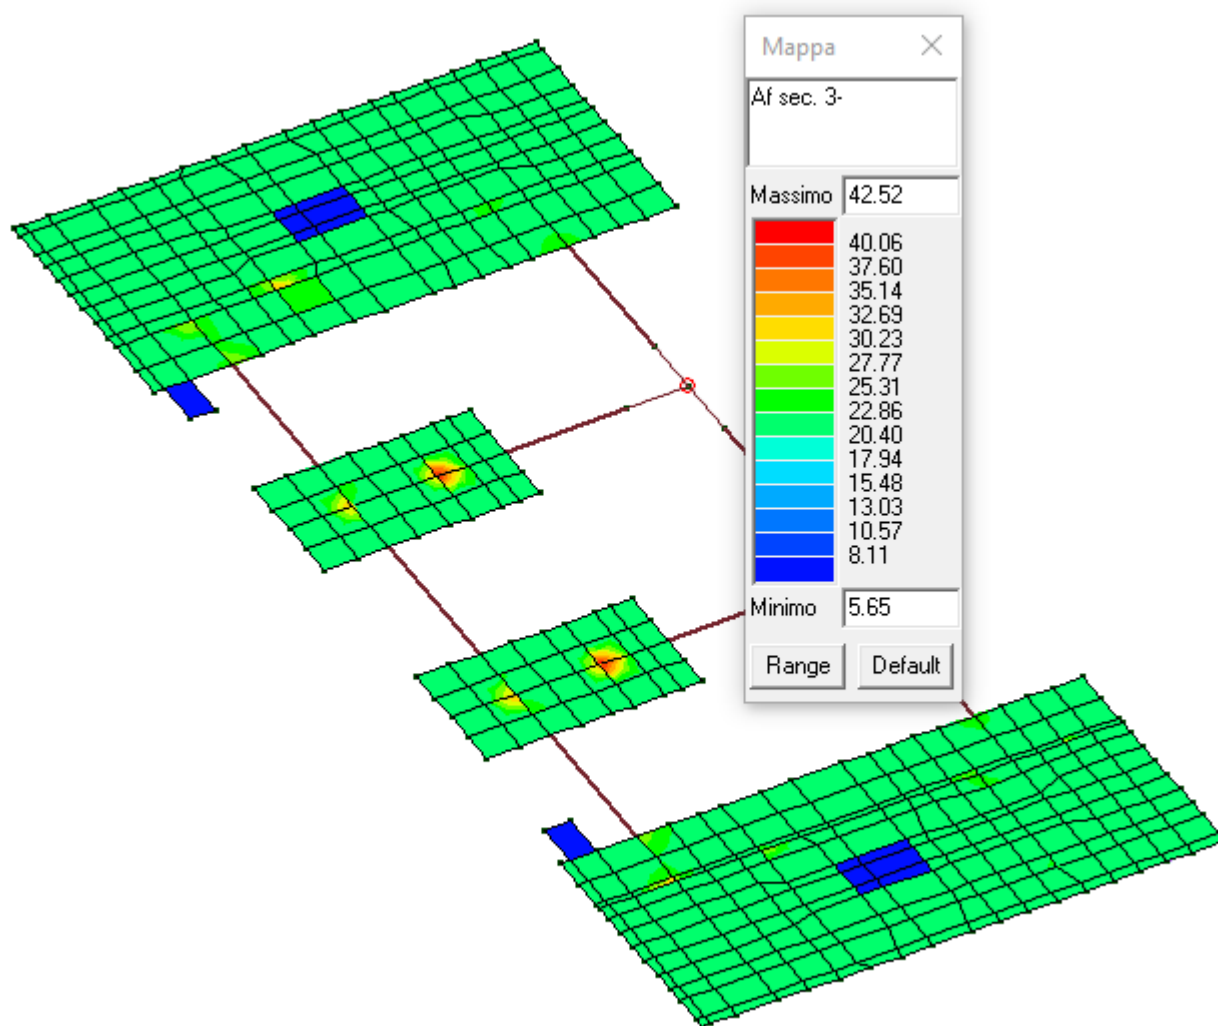 Mappa
Af sec. 3-
Massimo 42.52
40.06
37.60
35.14
32.69
30.23
27.77
25.31
22.86
20.40
17.94
15.48
13.03
10.57
8.11
Minimo 5.65
Range Default